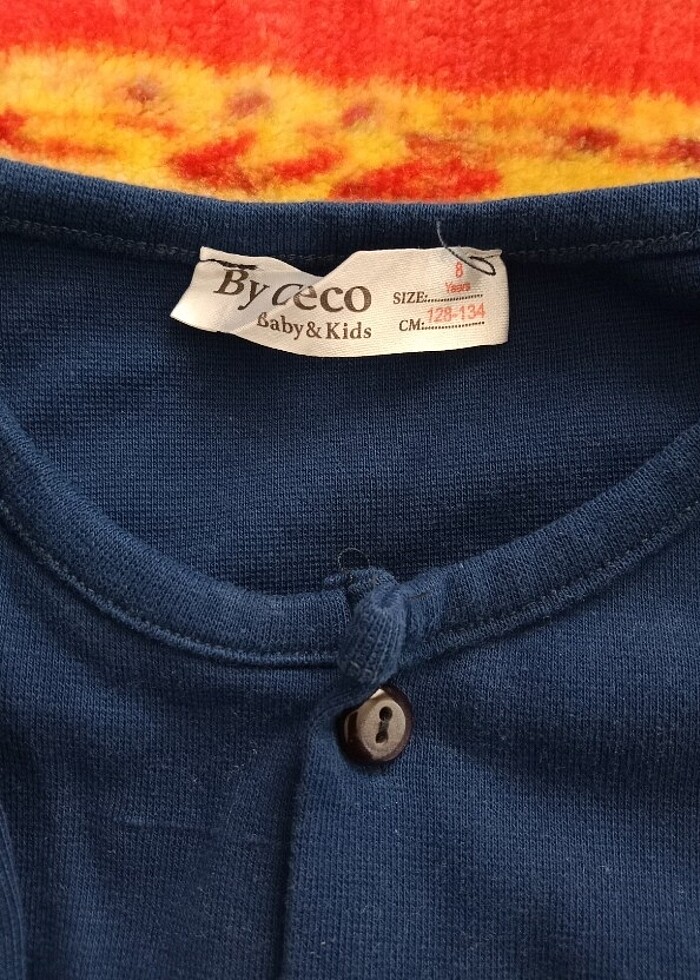 By Ceco
Baby&Kids
SIZE: 8 Years
CM: 128-134